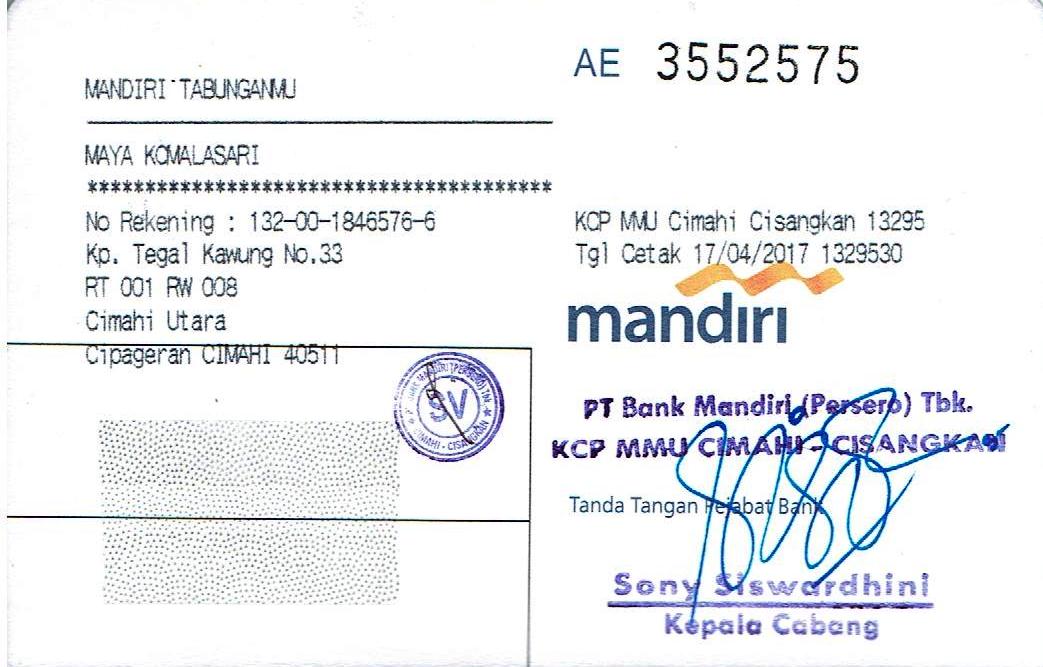 AE 3552575
MANDIRI TABUNGANMU
MAYA KOMALASARI
****************************************
No Rekening : 132-00-1846576-6
Kp. Tegal Kawung No.33
RT 001 RW 008
Cimahi Utara
Cipageran CIMAHI 40511
KCP MMU Cimahi Cisangkan 13295
Tgl Cetak 17/04/2017 1329530
mandiri
PT Bank Mandiri (Persero) Tbk.
KCP MMU CIMAHI - CISANGKAN
Tanda Tangan Pejabat Bank
Sony Siswardhini
Kepala Cabang
MANDIRI (PERSERO) Tbk
SV
CIMAHI - CISANGKAN